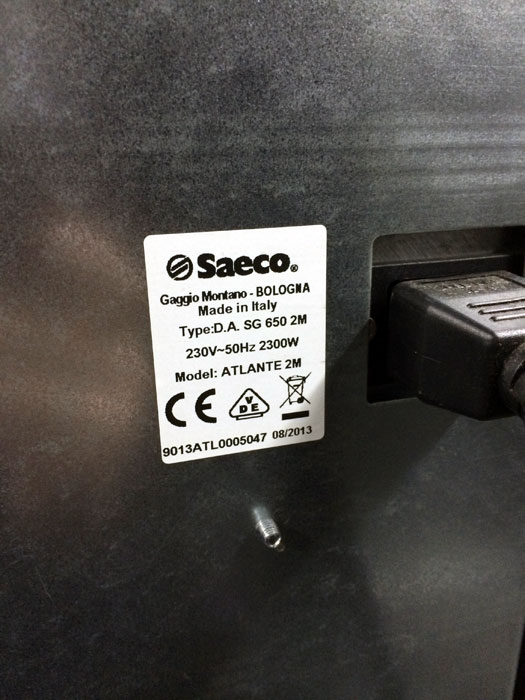 Saeco®
Gaggio Montano - BOLOGNA
Made in Italy
Type:D.A. SG 650 2M
230V~50Hz 2300W
Model: ATLANTE 2M
CE
VDE
9013ATL0005047 08/2013